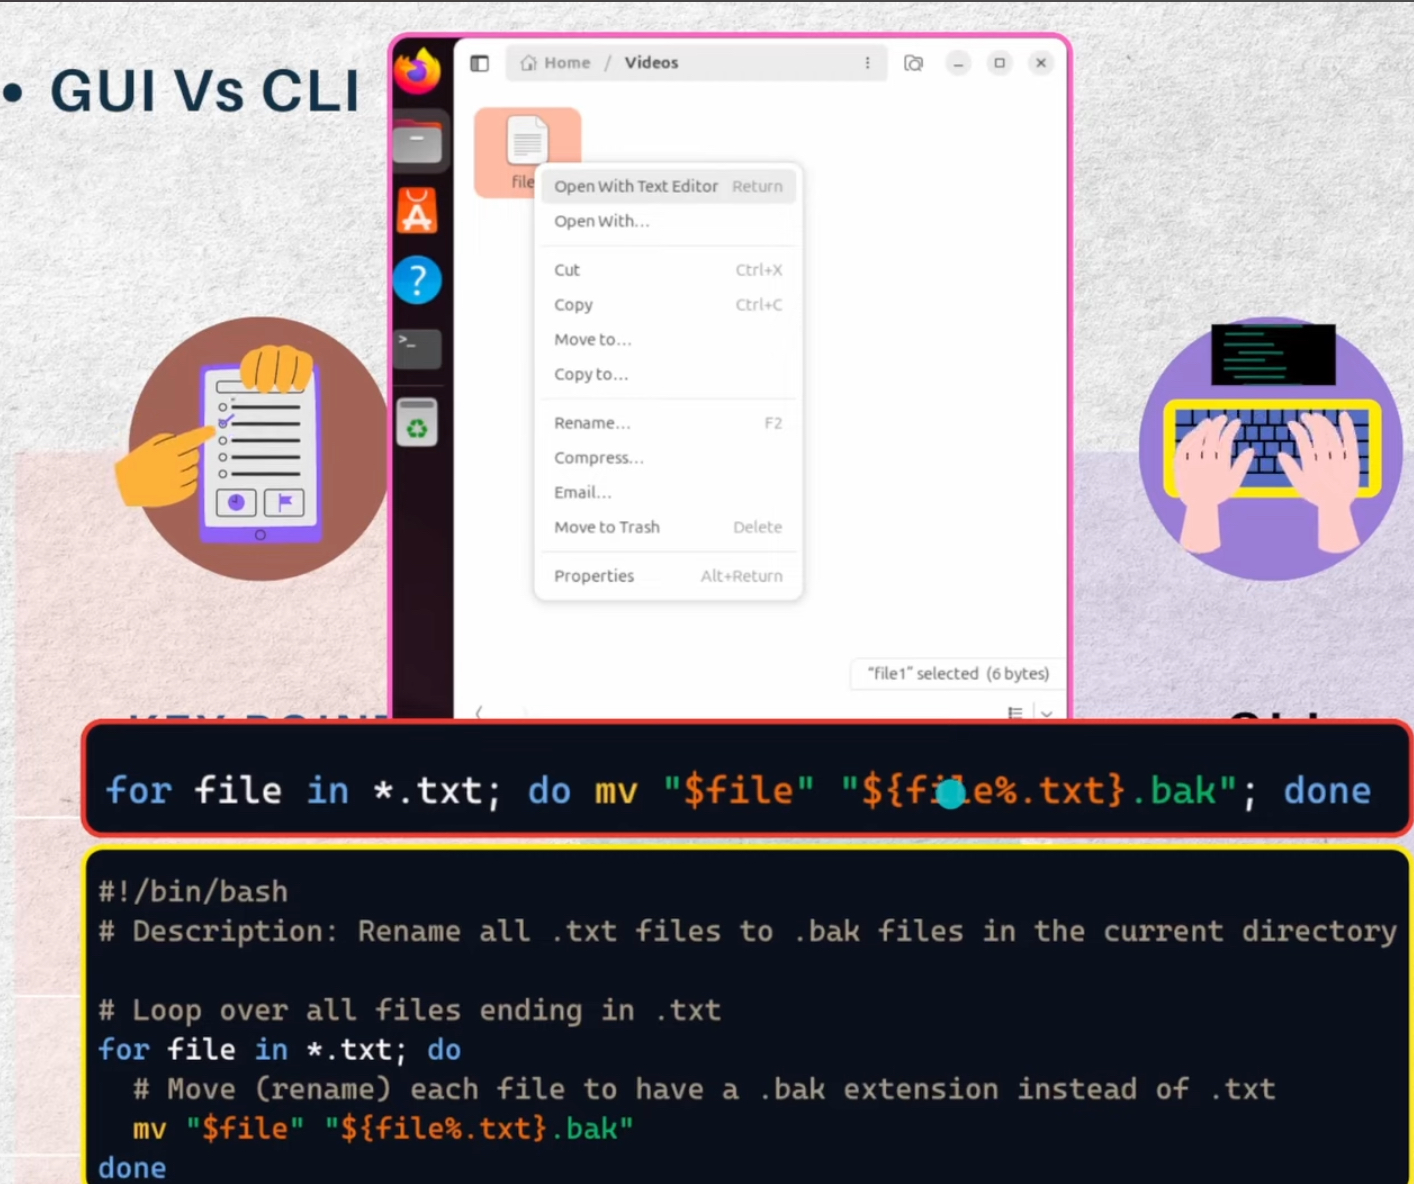 • GUI Vs CLI
Home / Videos
file
Open With Text Editor Return
Open With...
Cut Ctrl+X
Copy Ctrl+C
Move to...
Copy to...
Rename... F2
Compress...
Email...
Move to Trash Delete
Properties Alt+Return
"file1" selected (6 bytes)
for file in *.txt; do mv "$file" "${file%.txt}.bak"; done
#!/bin/bash
# Description: Rename all .txt files to .bak files in the current directory
# Loop over all files ending in .txt
for file in *.txt; do
# Move (rename) each file to have a .bak extension instead of .txt
mv "$file" "${file%.txt}.bak"
done